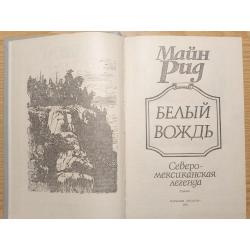 Майн
Рид
БЕЛЫЙ
ВОЖДЬ
Северо-
мексиканская
легенда